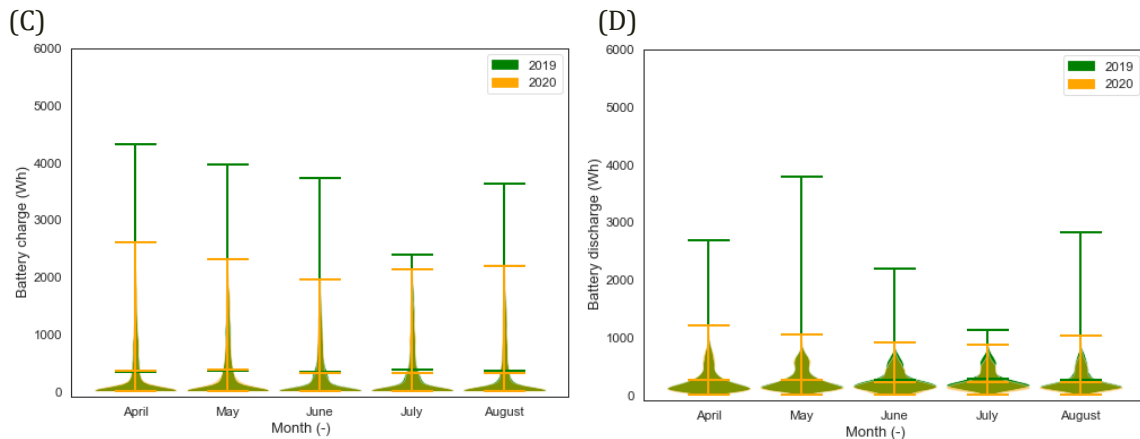 (C)
6000
5000
4000
3000
2000
1000
0
Battery charge (Wh)
2019
2020
April May June July August
Month (-)
(D)
6000
5000
4000
3000
2000
1000
0
Battery discharge (Wh)
2019
2020
April May June July August
Month (-)